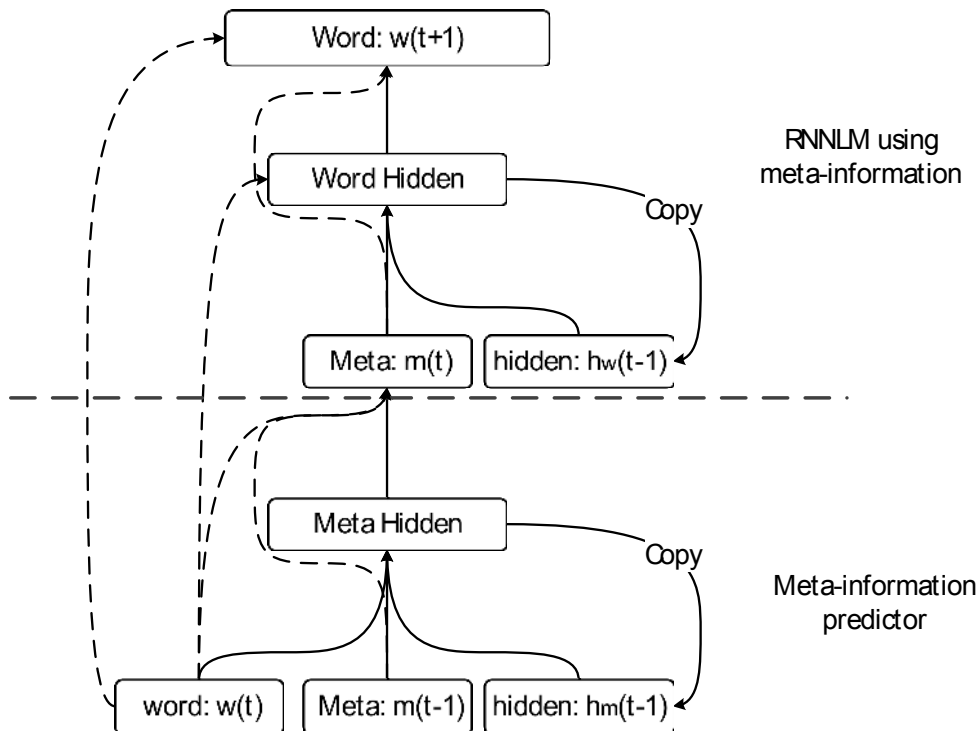 Word: w(t+1)
RNNLM using
meta-information
Word Hidden
Copy
Meta: m(t)
hidden: hw(t-1)
Meta Hidden
Copy
Meta-information
predictor
word: w(t)
Meta: m(t-1)
hidden: hm(t-1)